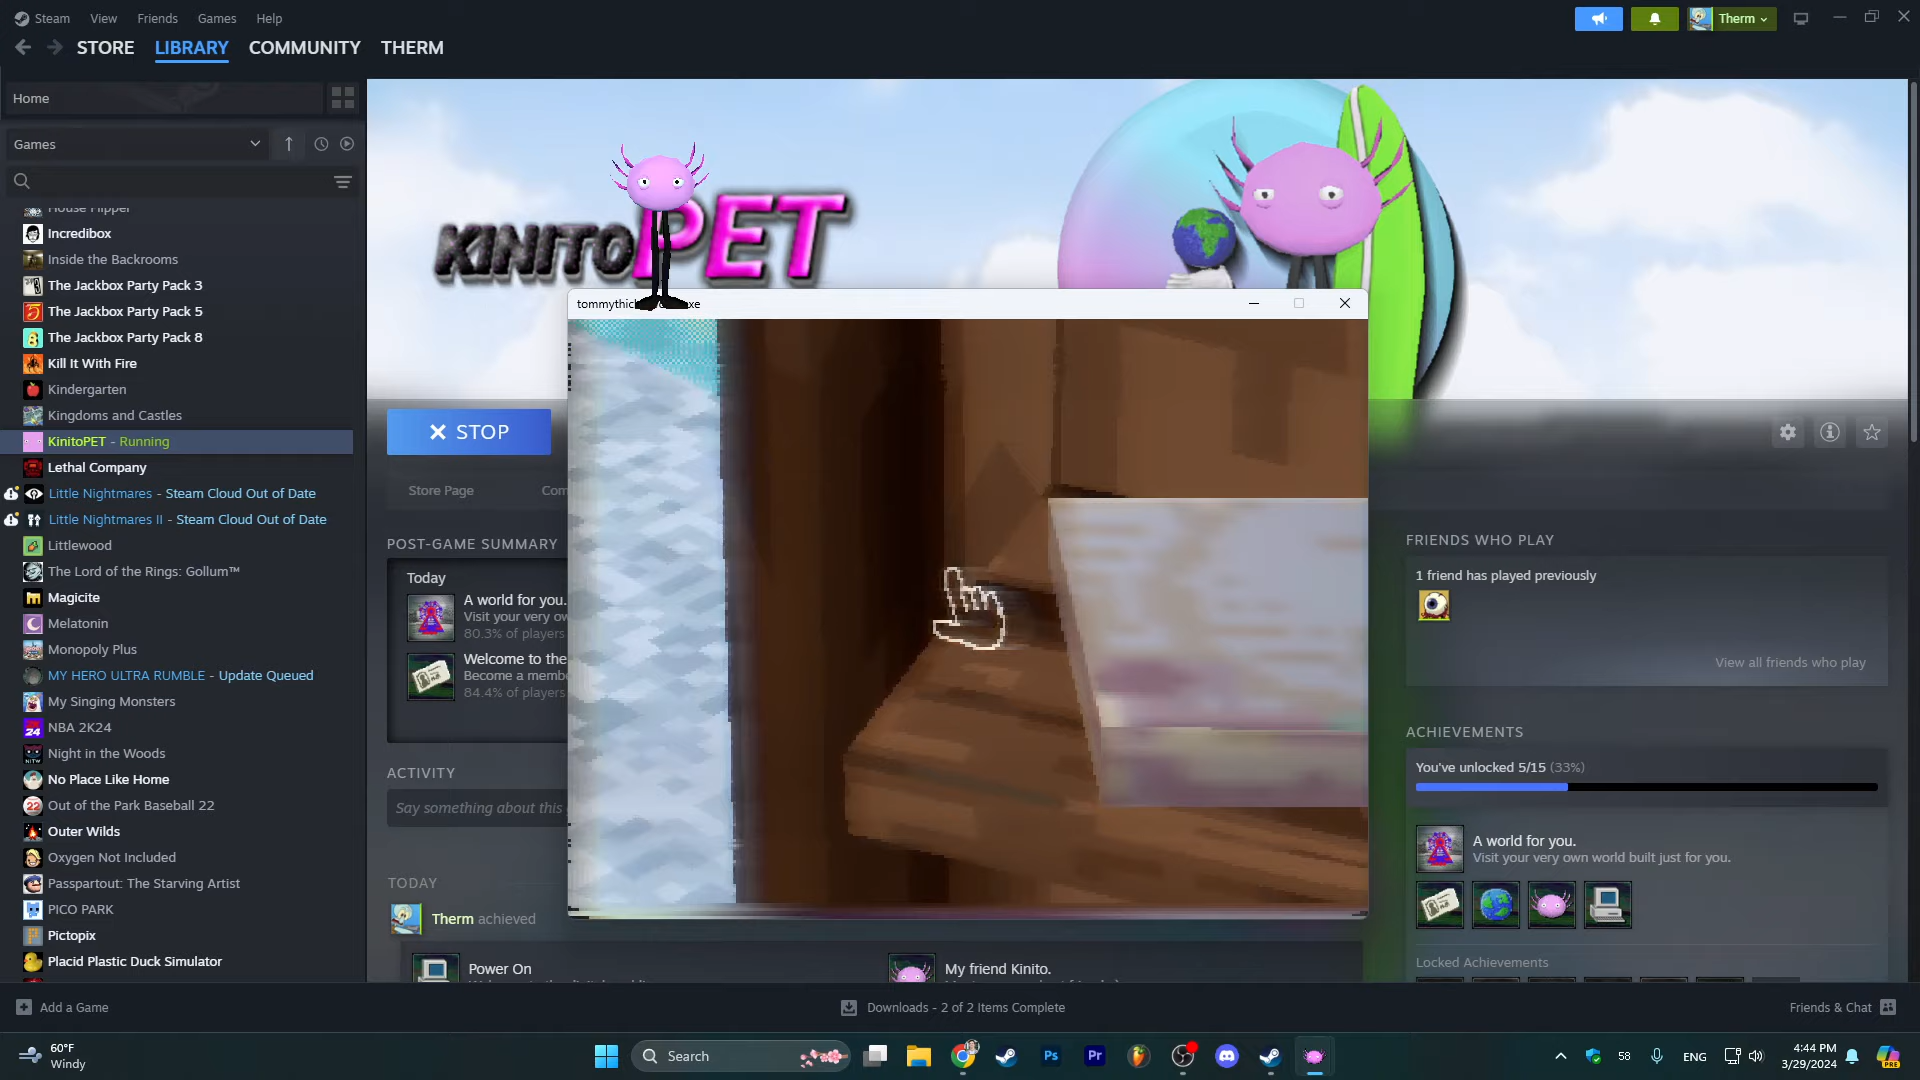 Steam View Friends Games Help Therm
STORE LIBRARY COMMUNITY THERM
Home
Games
House Flipper
Incredibox
Inside the Backrooms
The Jackbox Party Pack 3
The Jackbox Party Pack 5
The Jackbox Party Pack 8
Kill It With Fire
Kindergarten
Kingdoms and Castles
KinitoPET - Running
Lethal Company
Little Nightmares - Steam Cloud Out of Date
Little Nightmares II - Steam Cloud Out of Date
Littlewood
The Lord of the Rings: Gollum™
Magicite
Melatonin
Monopoly Plus
MY HERO ULTRA RUMBLE - Update Queued
My Singing Monsters
NBA 2K24
Night in the Woods
No Place Like Home
Out of the Park Baseball 22
Outer Wilds
Oxygen Not Included
Passpartout: The Starving Artist
PICO PARK
Pictopix
Placid Plastic Duck Simulator
KINITOPET
STOP
Store Page
POST-GAME SUMMARY
Today
A world for you.
Visit your very
80.3% of players
Welcome to the
Become a
84.4% of players
ACTIVITY
Say something about this
TODAY
Therm achieved
Power On
My friend Kinito.
FRIENDS WHO PLAY
1 friend has played previously
View all friends who play
ACHIEVEMENTS
You've unlocked 5/15 (33%)
A world for you.
Visit your very own world built just for you.
Locked Achievements
Add a Game
Downloads - 2 of 2 Items Complete
Friends & Chat
60°F
Windy
Search
Ps
Pr
58
ENG
4:44 PM
3/29/2024
PRE